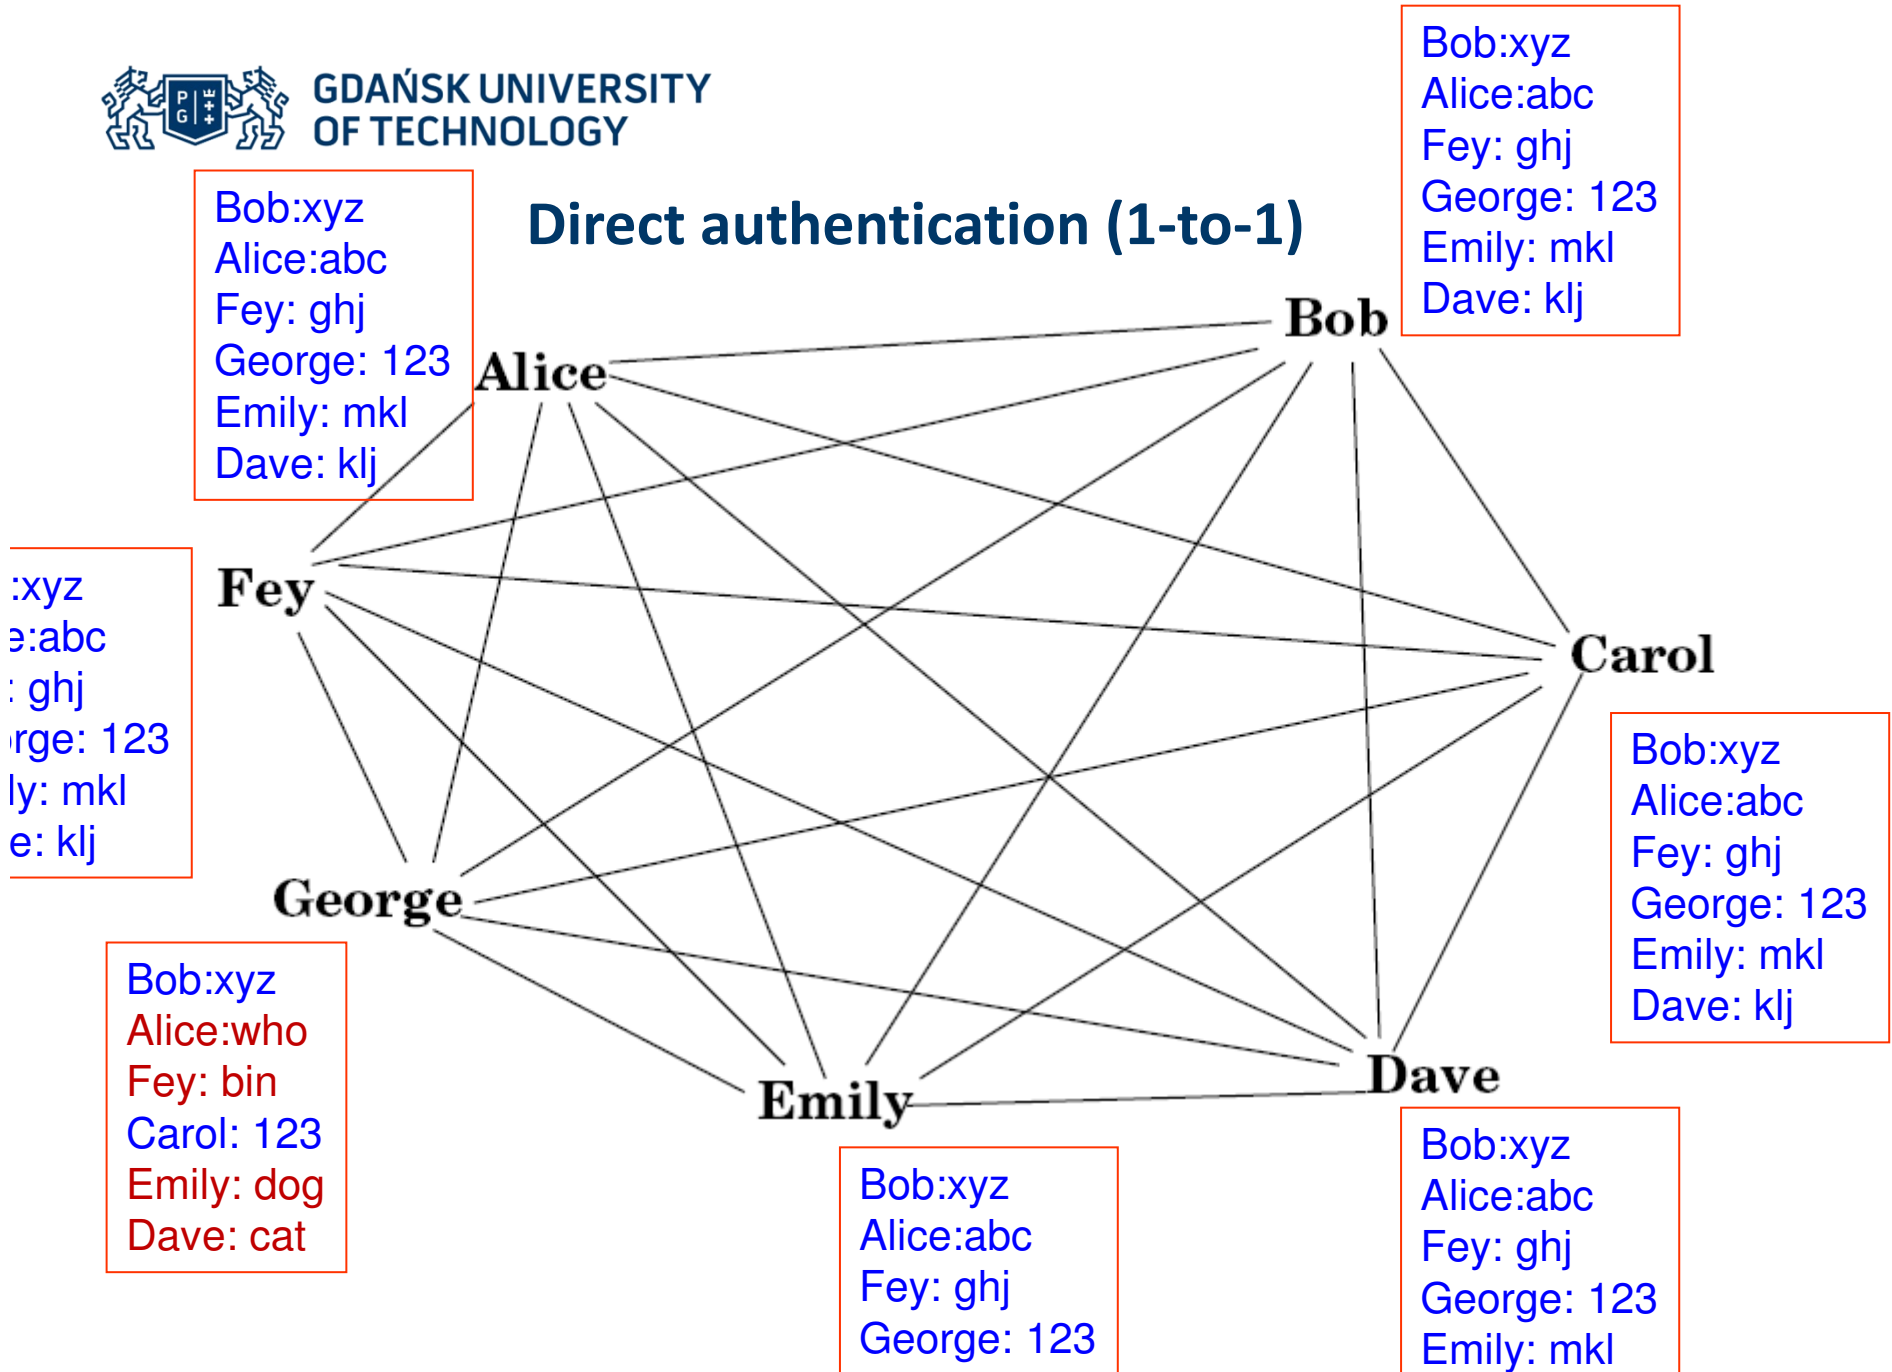 GDAŃSK UNIVERSITY
OF TECHNOLOGY
P G
Direct authentication (1-to-1)
Bob:xyz
Alice:abc
Fey: ghj
George: 123
Emily: mkl
Dave: klj
Bob:xyz
Alice:abc
Fey: ghj
George: 123
Emily: mkl
Dave: klj
Bob
Alice
:xyz
e:abc
: ghj
rge: 123
ly: mkl
e: klj
Fey
Carol
Bob:xyz
Alice:abc
Fey: ghj
George: 123
Emily: mkl
Dave: klj
George
Bob:xyz
Alice:who
Fey: bin
Carol: 123
Emily: dog
Dave: cat
Emily
Dave
Bob:xyz
Alice:abc
Fey: ghj
George: 123
Bob:xyz
Alice:abc
Fey: ghj
George: 123
Emily: mkl